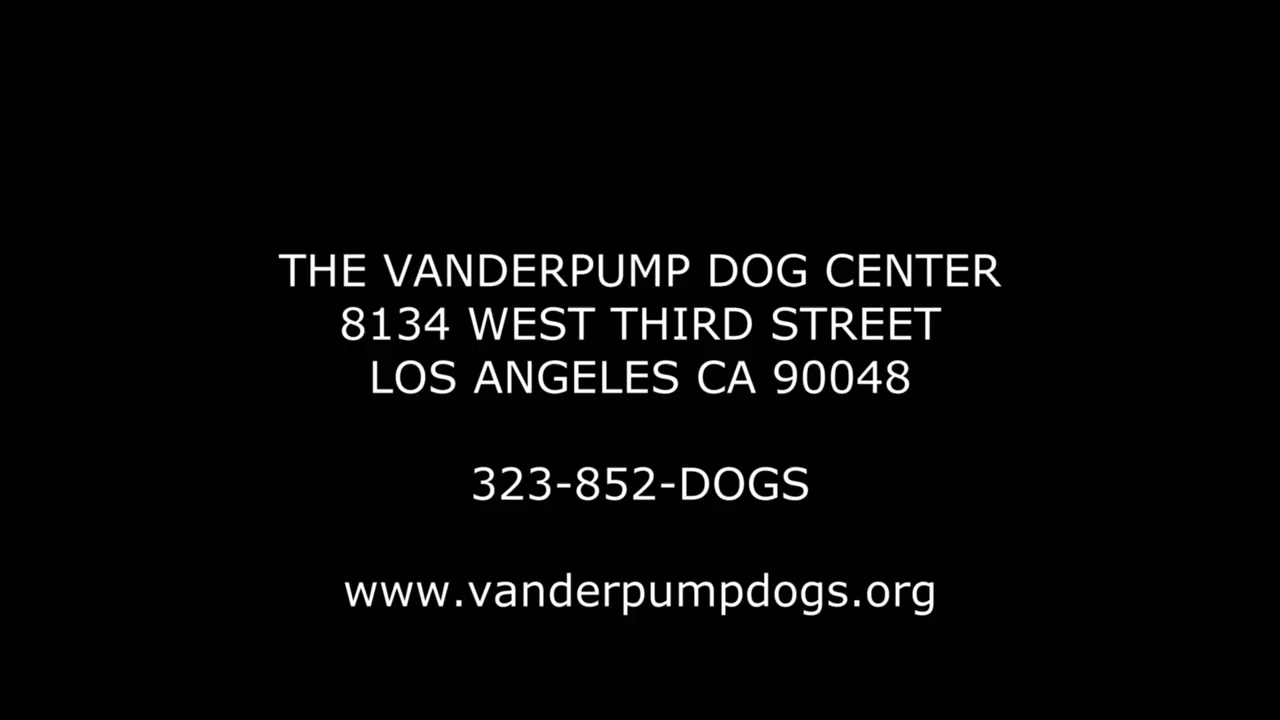 THE VANDERPUMP DOG CENTER
8134 WEST THIRD STREET
LOS ANGELES CA 90048
323-852-DOGS
www.vanderpumpdogs.org